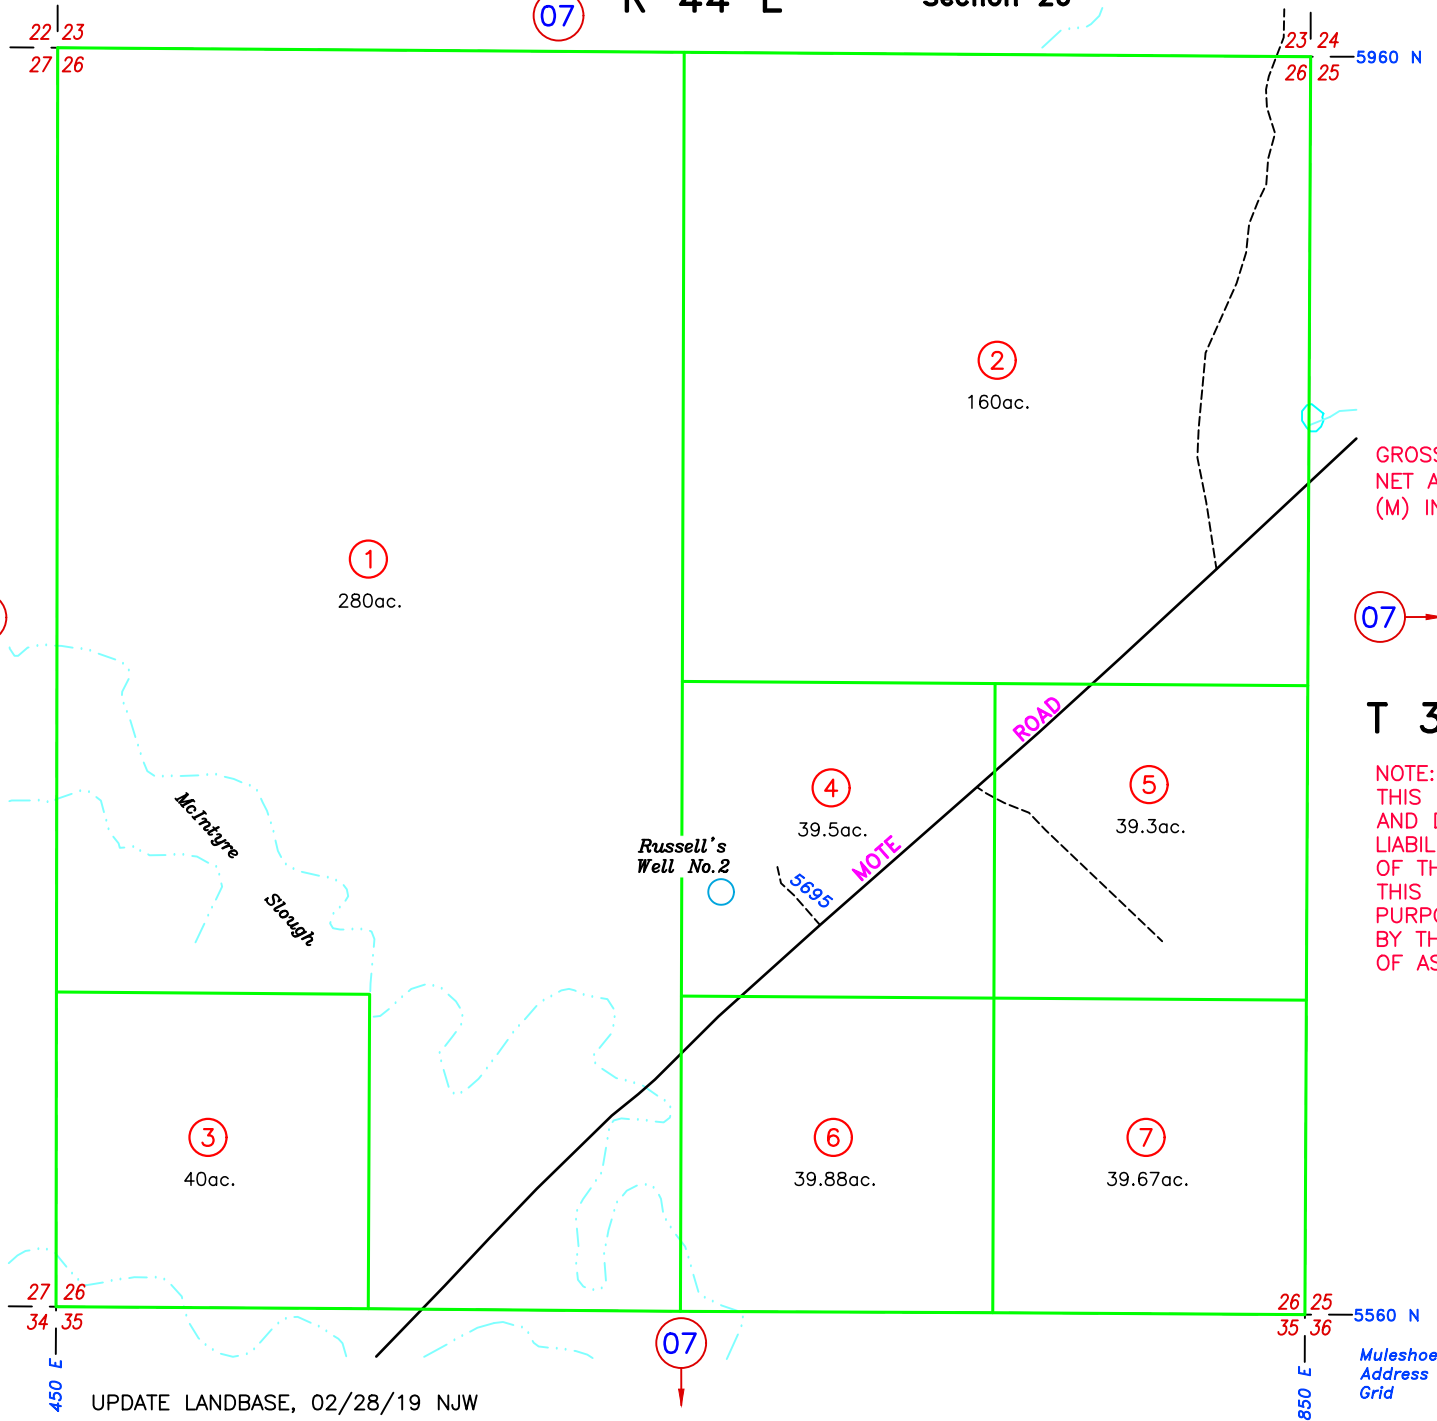 07
R 44 E
Section 26
22 23
27 26
23 24
26 25
5960 N
2
160ac.
GROSS
NET A
(M) IN
1
280ac.
07
T 3
ROAD
NOTE:
THIS
AND D
LIABIL
OF TH
THIS
PURPO
BY TH
OF AS
4
39.5ac.
5
39.3ac.
McIntyre
Slough
Russell's
Well No.2
MOTE
5695
3
40ac.
6
39.88ac.
7
39.67ac.
27 26
34 35
26 25
35 36
5560 N
07
450 E
850 E
Muleshoe
Address
Grid
UPDATE LANDBASE, 02/28/19 NJW